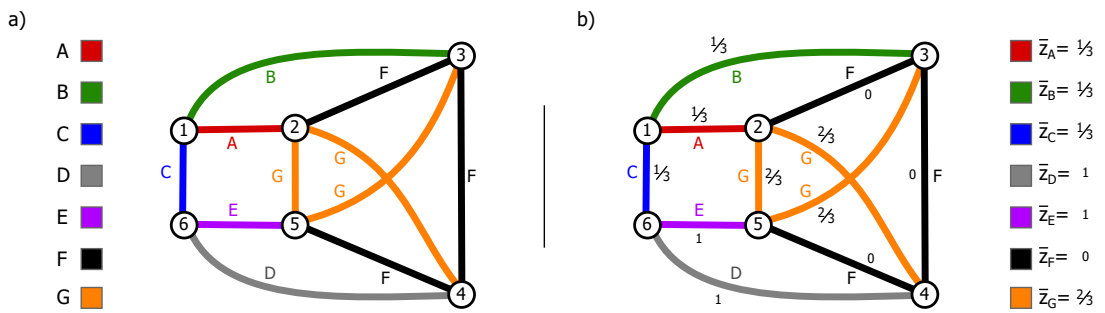 a)
A
B
C
D
E
F
G
1
2
3
4
5
6
B
A
C
E
D
F
F
F
G
G
G
b)
1
2
3
4
5
6
⅓
B
⅓
A
C
⅓
E
1
D
1
F
0
F
0
F
0
G
⅔
G
⅔
G
⅔
z̅A= ⅓
z̅B= ⅓
z̅C= ⅓
z̅D= 1
z̅E= 1
z̅F= 0
z̅G= ⅔